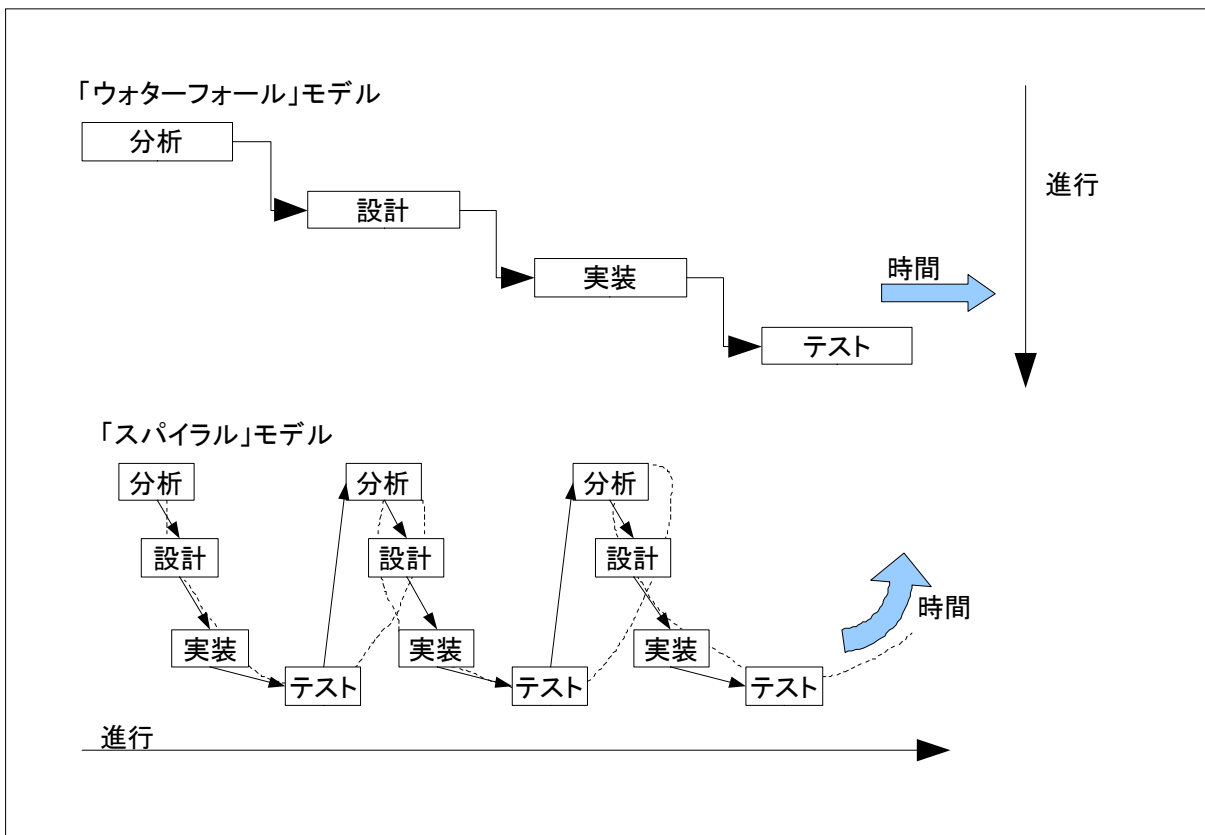 「ウォターフォール」モデル
分析
進行
設計
時間
実装
テスト
「スパイラル」モデル
分析
分析
分析
設計
設計
設計
時間
実装
実装
実装
テスト
テスト
テスト
進行